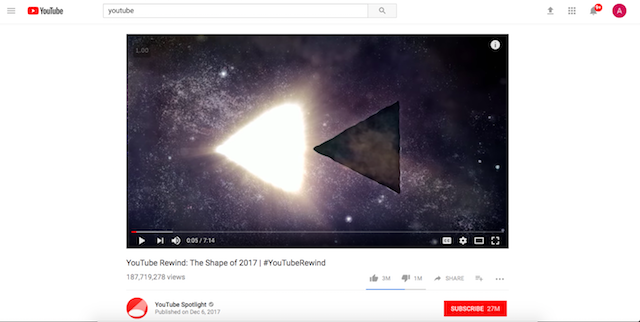 YouTube
youtube
9+
A
1.00
0:05 / 7:14
CC
YouTube Rewind: The Shape of 2017 | #YouTubeRewind
187,719,278 views
3M
1M
SHARE
YouTube Spotlight
Published on Dec 6, 2017
SUBSCRIBE 27M